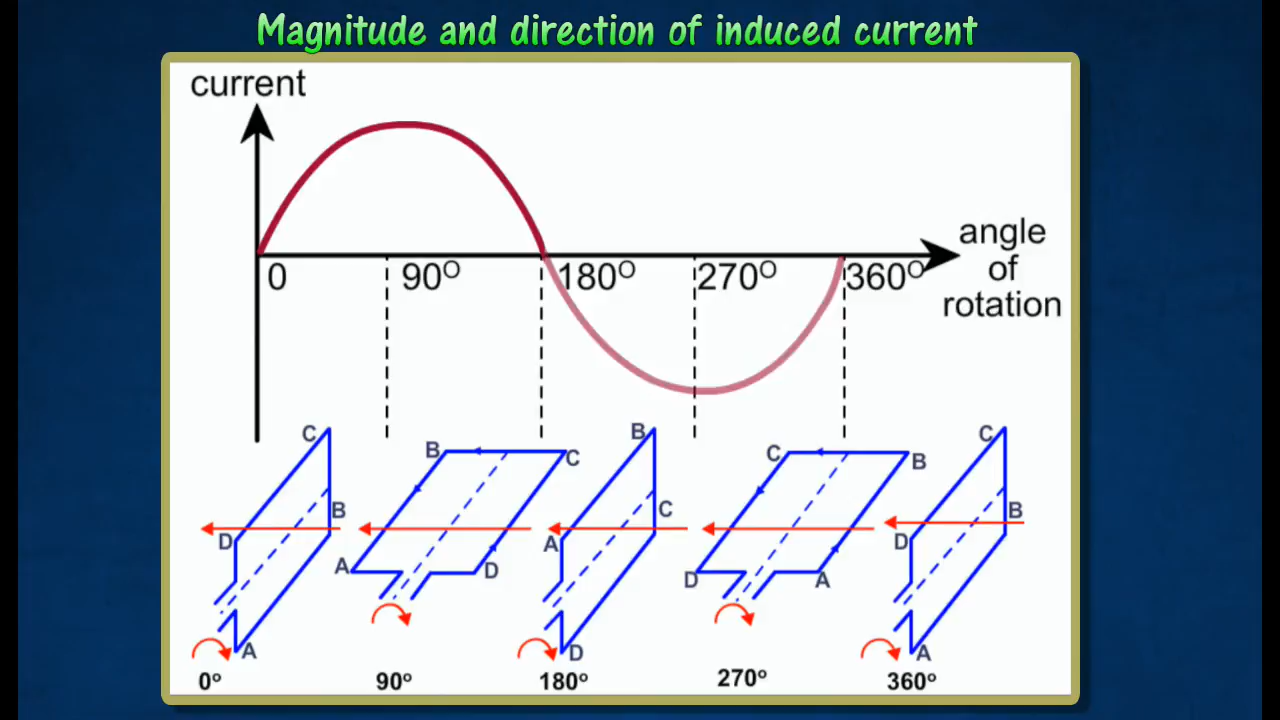 Magnitude and direction of induced current
current
angle
of
rotation
0 90° 180° 270° 360°
C B D A
B C A D
B C A D
C B D A
C B D A
0° 90° 180° 270° 360°